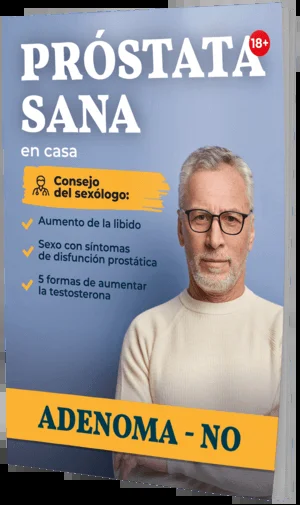 PRÓSTATA
18+
SANA
en casa
Consejo
del sexólogo:
Aumento de la libido
Sexo con síntomas
de disfunción prostática
5 formas de aumentar
la testosterona
ADENOMA - NO